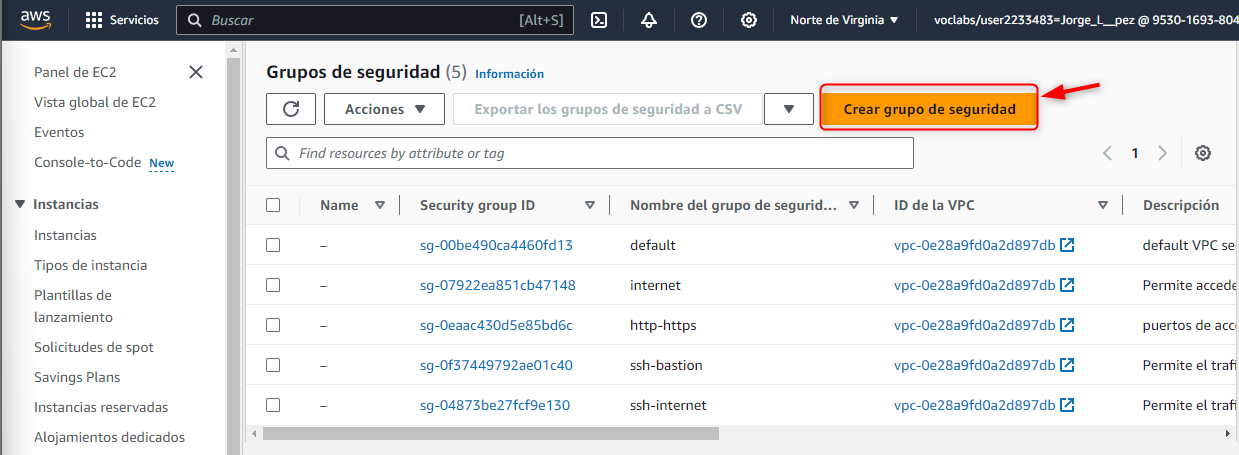 aws Servicios Buscar [Alt+S] Norte de Virginia voclabs/user2233483=Jorge_L__pez @ 9530-1693-804
Panel de EC2
Vista global de EC2
Eventos
Console-to-Code New
Instancias
Instancias
Tipos de instancia
Plantillas de
lanzamiento
Solicitudes de spot
Savings Plans
Instancias reservadas
Alojamientos dedicados
Grupos de seguridad (5) Información
Acciones Exportar los grupos de seguridad a CSV Crear grupo de seguridad
Find resources by attribute or tag 1
Name Security group ID Nombre del grupo de segurid... ID de la VPC Descripción
– sg-00be490ca4460fd13 default vpc-0e28a9fd0a2d897db default VPC se
– sg-07922ea851cb47148 internet vpc-0e28a9fd0a2d897db Permite accede
– sg-0eaac430d5e85bd6c http-https vpc-0e28a9fd0a2d897db puertos de acc
– sg-0f37449792ae01c40 ssh-bastion vpc-0e28a9fd0a2d897db Permite el trafi
– sg-04873be27fcf9e130 ssh-internet vpc-0e28a9fd0a2d897db Permite el trafi